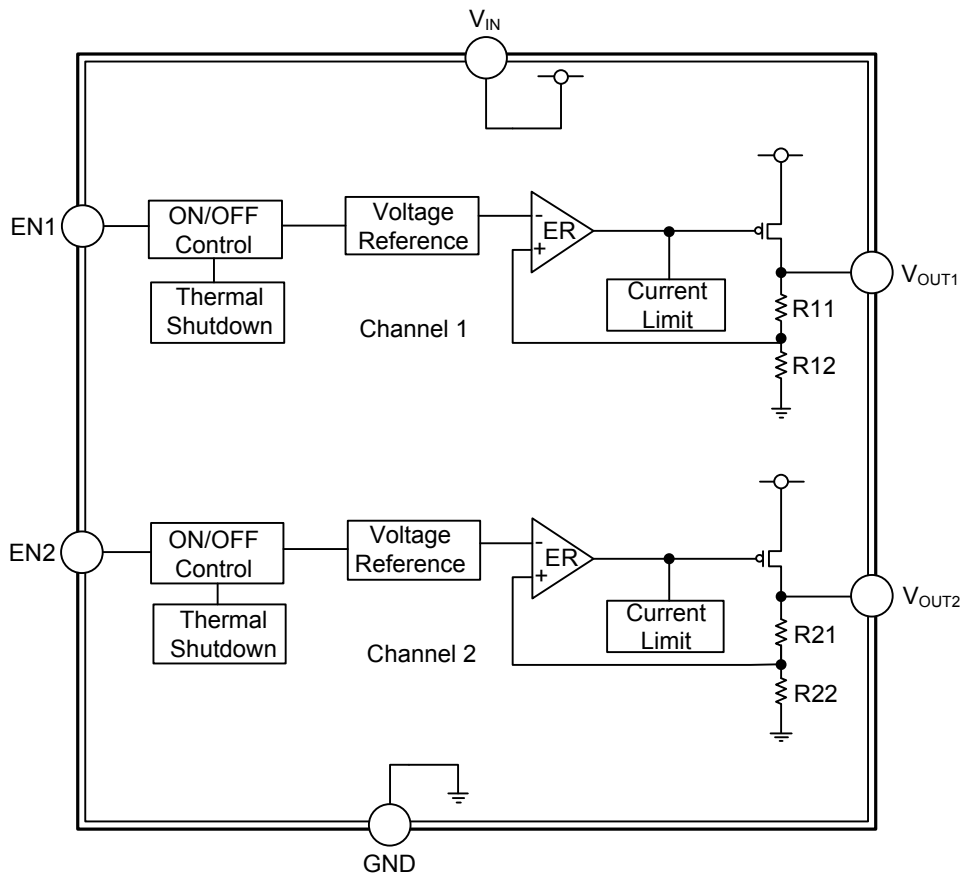 VIN
EN1
ON/OFF
Control
Thermal
Shutdown
Voltage
Reference
-
+
ER
Current
Limit
Channel 1
VOUT1
R11
R12
EN2
ON/OFF
Control
Thermal
Shutdown
Voltage
Reference
-
+
ER
Current
Limit
Channel 2
VOUT2
R21
R22
GND